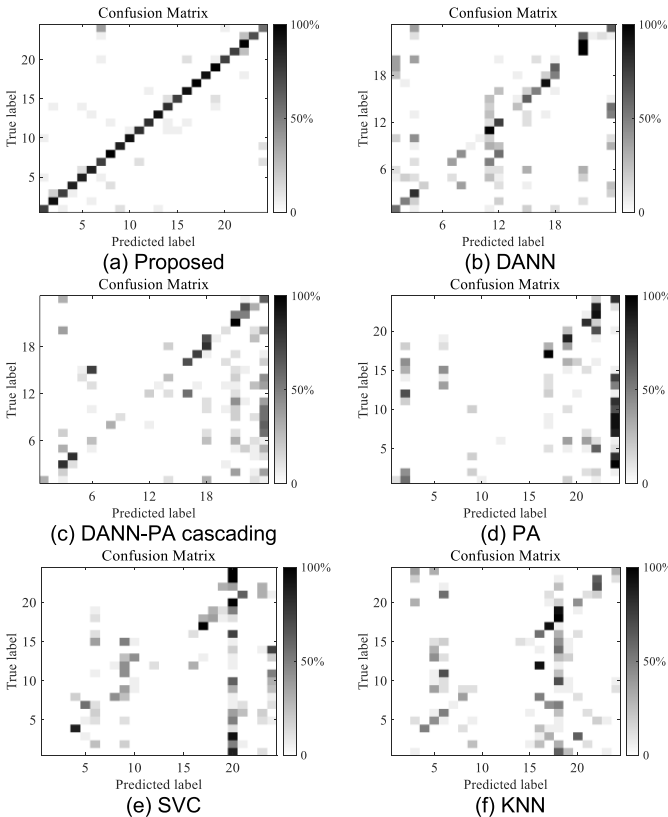 Confusion Matrix
100%
20
15
10
5
50%
0
True label
5
10
15
20
Predicted label
(a) Proposed
Confusion Matrix
100%
18
12
6
50%
0
True label
6
12
18
Predicted label
(b) DANN
Confusion Matrix
100%
18
12
6
50%
0
True label
6
12
18
Predicted label
(c) DANN-PA cascading
Confusion Matrix
100%
20
15
10
5
50%
0
True label
5
10
15
20
Predicted label
(d) PA
Confusion Matrix
100%
20
15
10
5
50%
0
True label
5
10
15
20
Predicted label
(e) SVC
Confusion Matrix
100%
20
15
10
5
50%
0
True label
5
10
15
20
Predicted label
(f) KNN